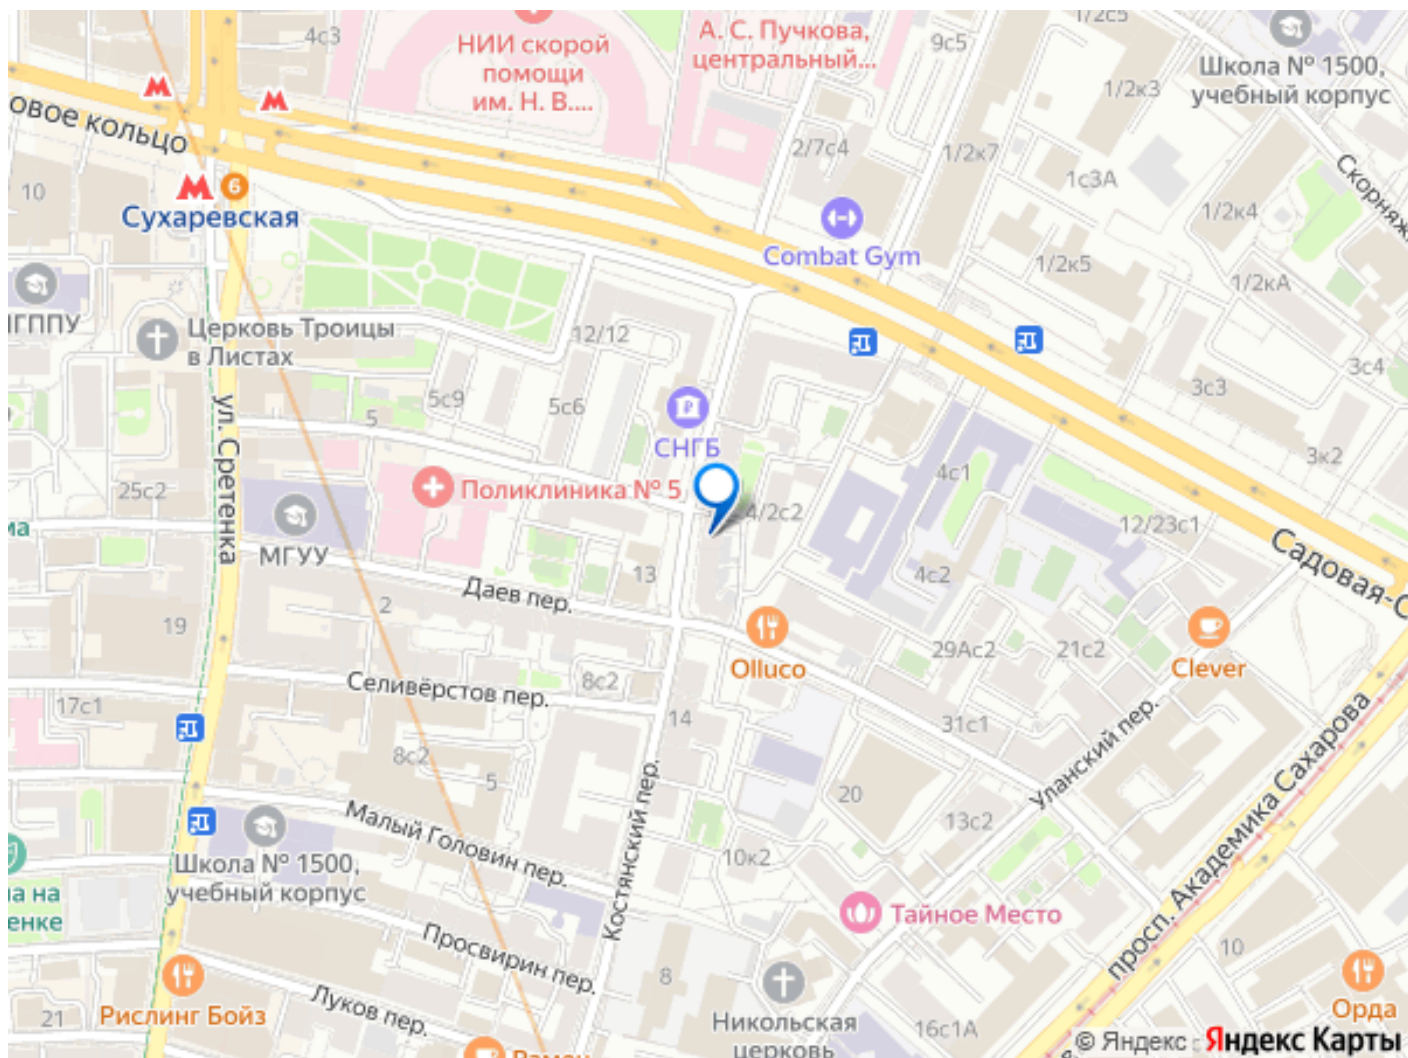 4с3
НИИ скорой
помощи
им. Н. В....
А. С. Пучкова,
центральный...
9с5
1/2с5
Школа № 1500,
учебный корпус
1/2к3
овое кольцо
2/7с4
1/2к7
1с3А
Скорняж
10
6
Сухаревская
1/2к4
Combat Gym
1/2к5
1/2кА
ІГППУ
Церковь Троицы
в Листах
12/12
3с4
5с9
5с6
5
3с3
ул. Сретенка
СНГБ
3к2
4с1
25с2
Поликлиника № 5
4/2с2
12/23с1
иа
МГУУ
Садовая-С
13
4с2
Даев пер.
2
19
Olluco
29Ас2
21с2
Clever
Селивёрстов пер.
8с2
17с1
14
31с1
8с2
5
Костянский пер.
20
Уланский пер.
просп. Академика Сахарова
Малый Головин пер.
13с2
Школа № 1500,
учебный корпус
10к2
на на
енке
Тайное Место
Просвирин пер.
8
10
Рислинг Бойз
21
Луков пер.
Никольская
церковь
16с1А
Орда
Рамен
© Яндекс
Яндекс Карты